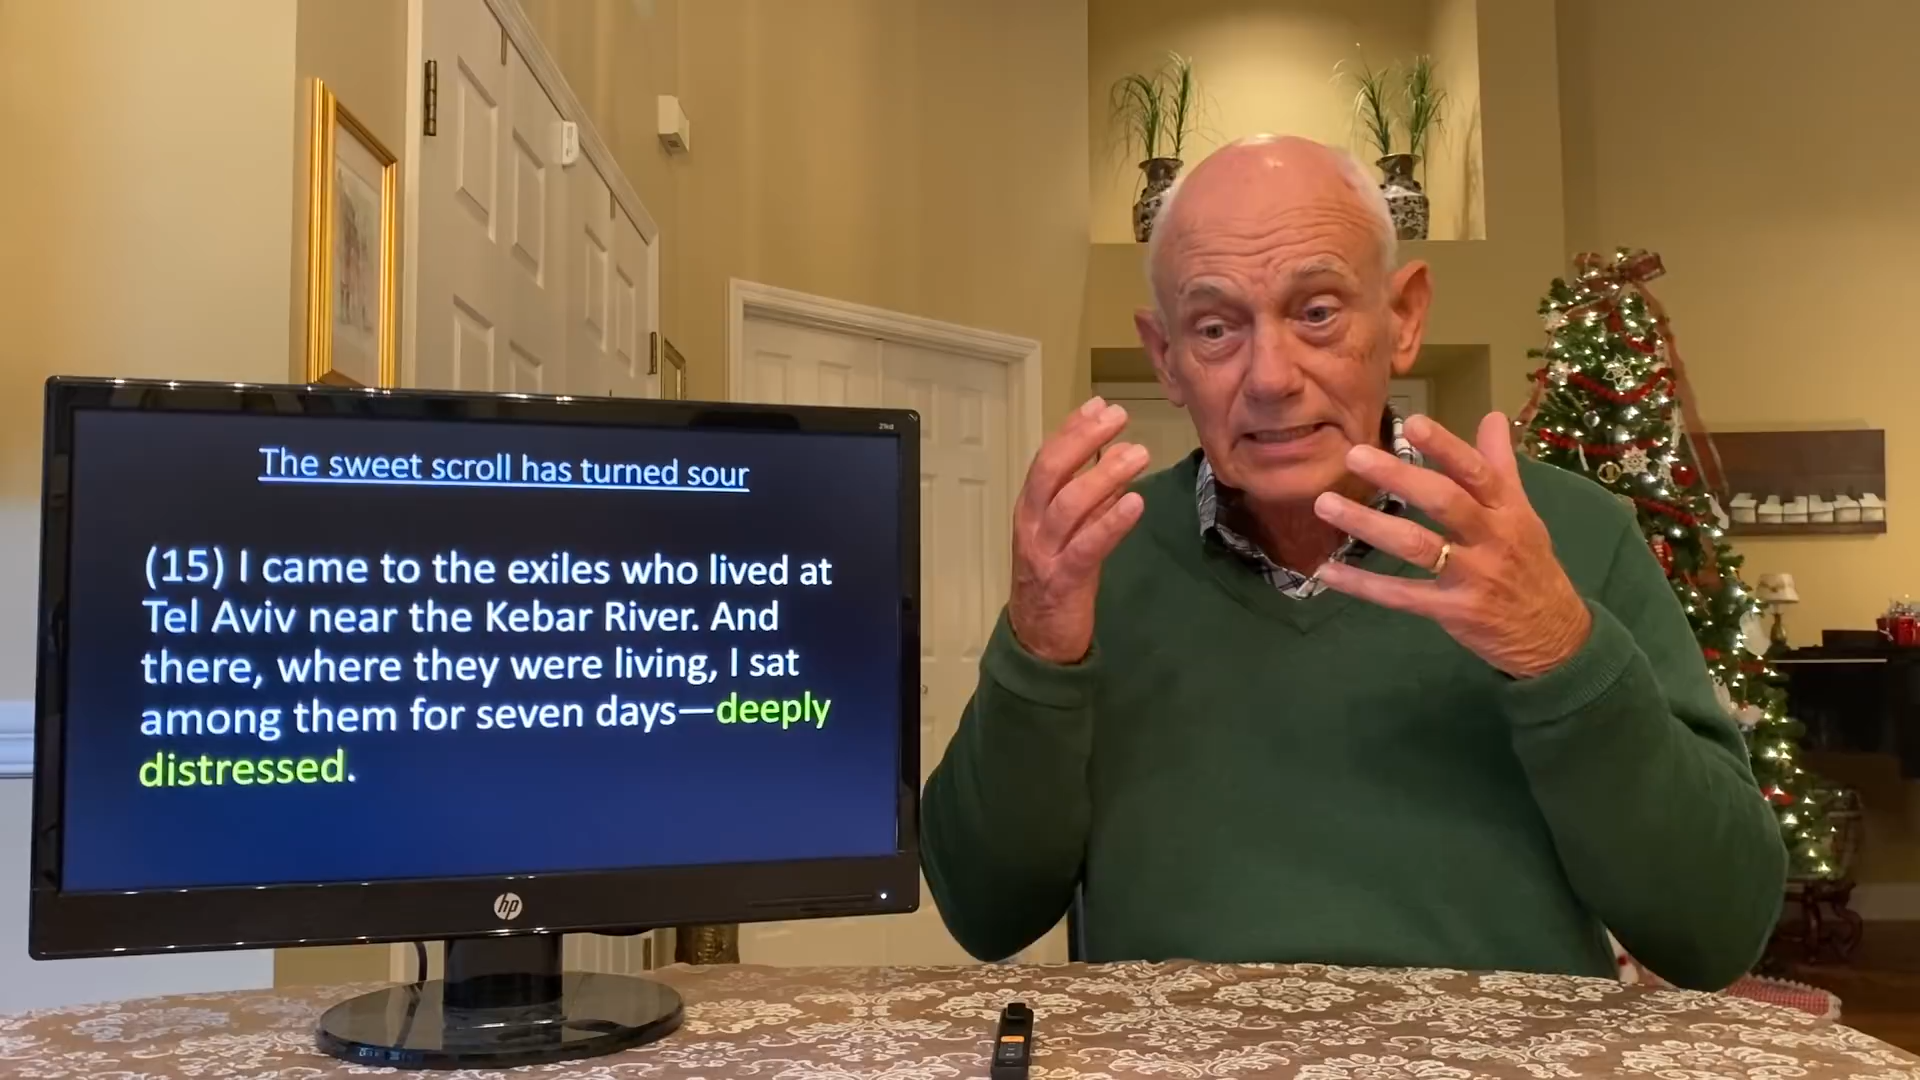 The sweet scroll has turned sour
(15) I came to the exiles who lived at
Tel Aviv near the Kebar River. And
there, where they were living, I sat
among them for seven days—deeply
distressed.
hp